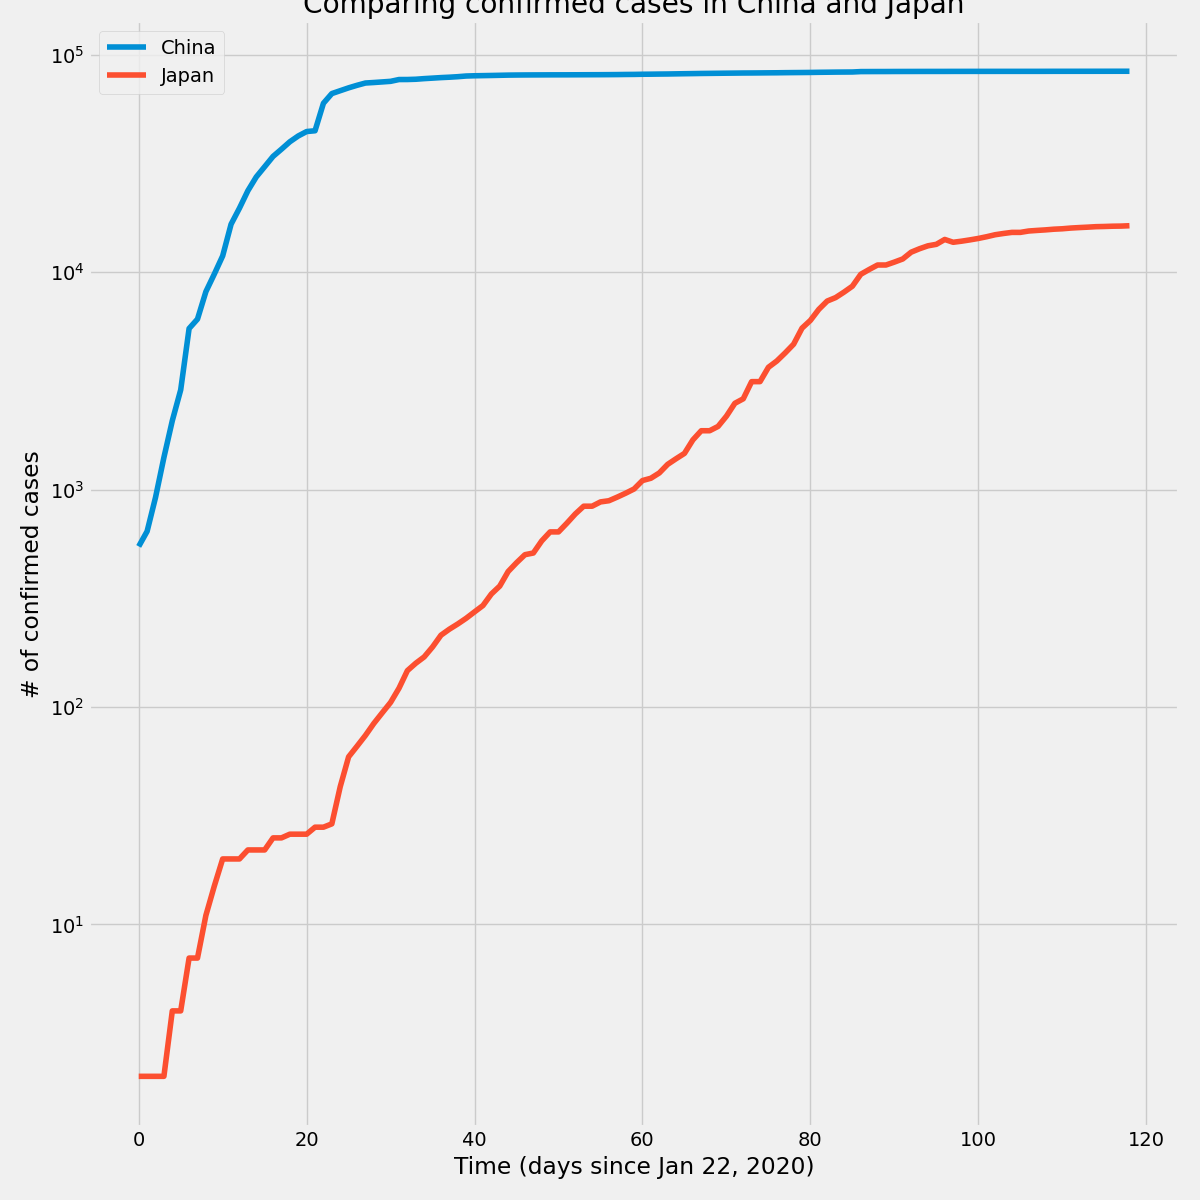 Comparing confirmed cases in China and Japan
China
Japan
10⁵
10⁴
10³
10²
10¹
# of confirmed cases
0 20 40 60 80 100 120
Time (days since Jan 22, 2020)